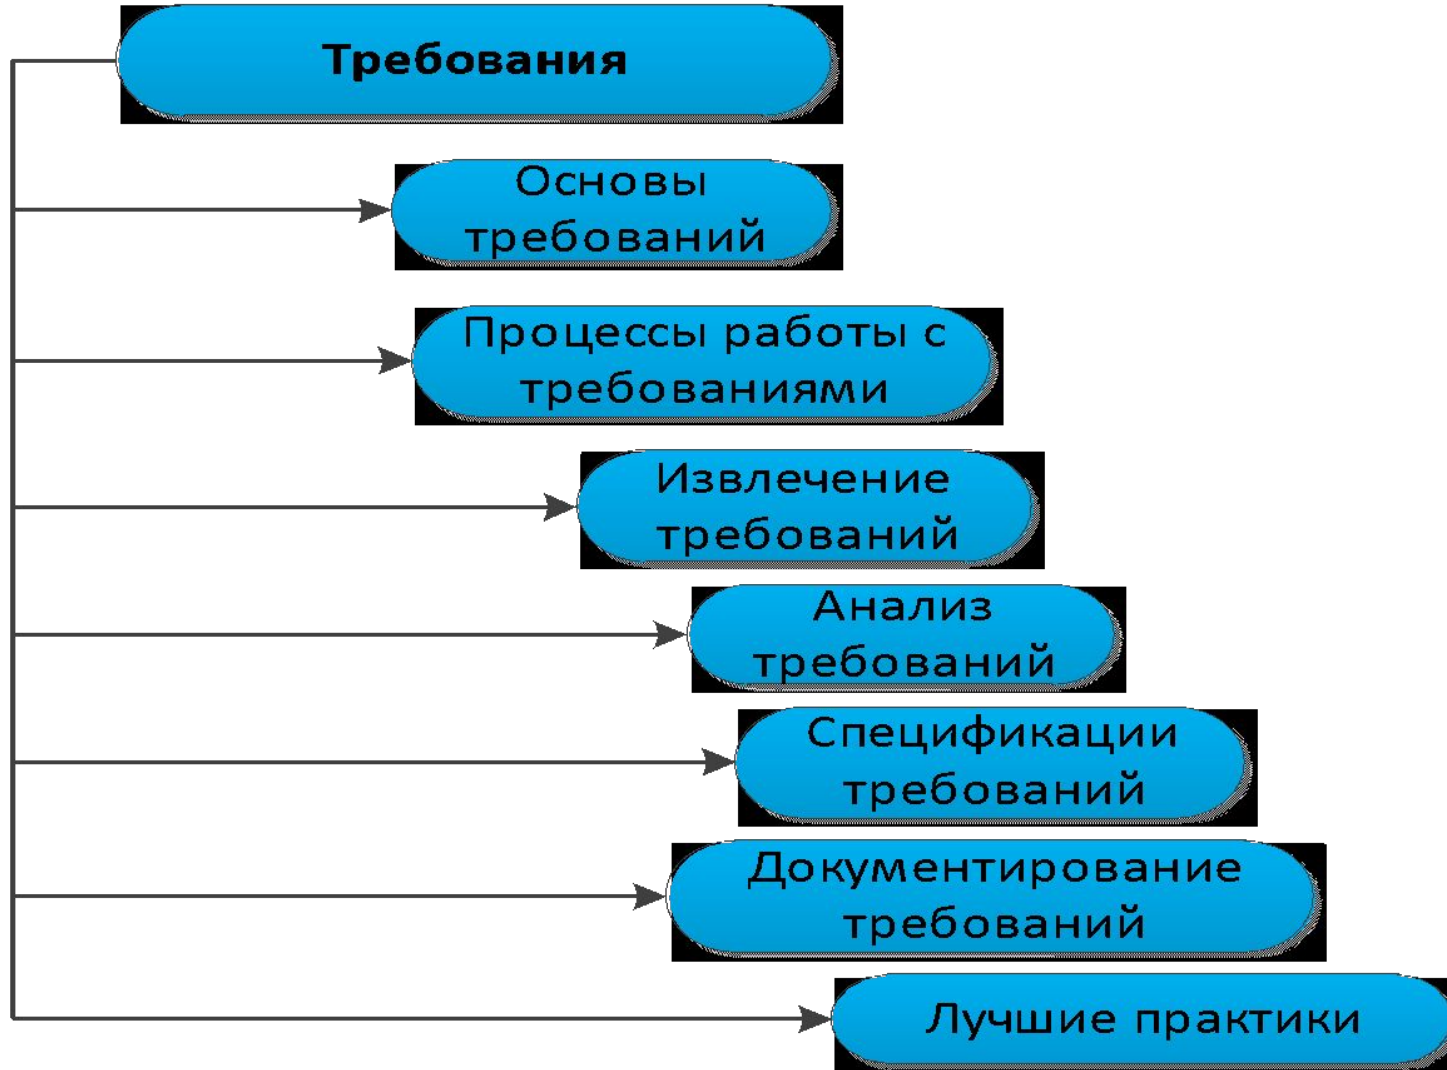 Требования
Основы
требований
Процессы работы с
требованиями
Извлечение
требований
Анализ
требований
Спецификации
требований
Документирование
требований
Лучшие практики